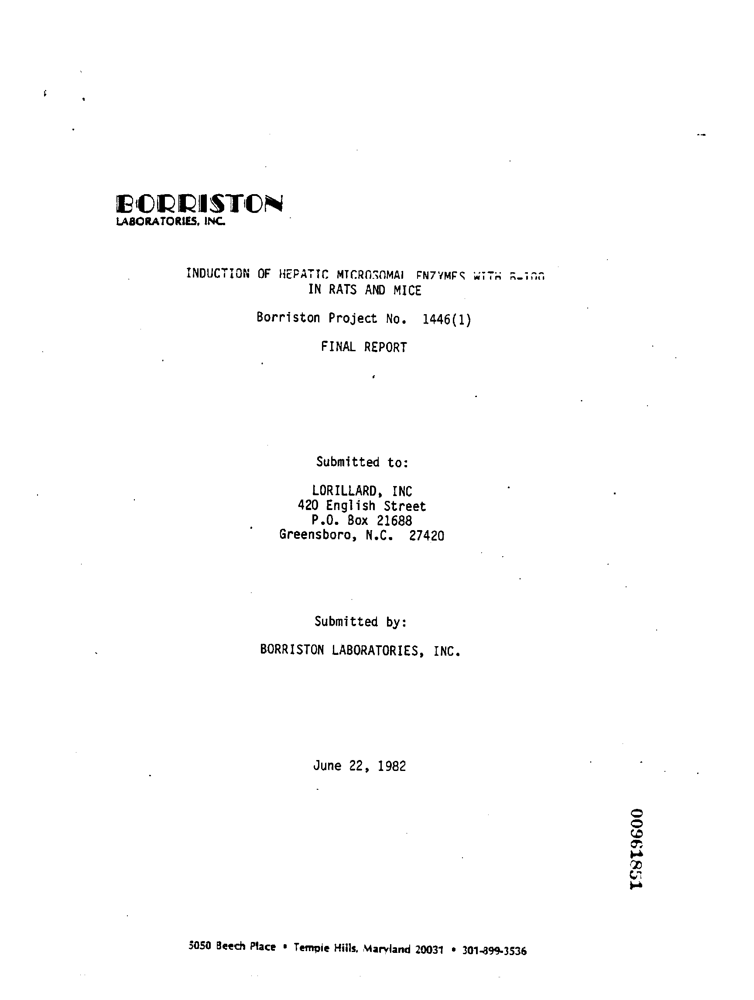 BORRISTON
LABORATORIES, INC.
INDUCTION OF HEPATIC MICROSOMAL ENZYMES WITH
IN RATS AND MICE
Borriston Project No. 1446(1)
FINAL REPORT
Submitted to:
LORILLARD, INC
420 English Street
P.O. Box 21688
Greensboro, N.C. 27420
Submitted by:
BORRISTON LABORATORIES, INC.
June 22, 1982
00961851
5050 Beech Place • Temple Hills, Maryland 20031 • 301-899-3536